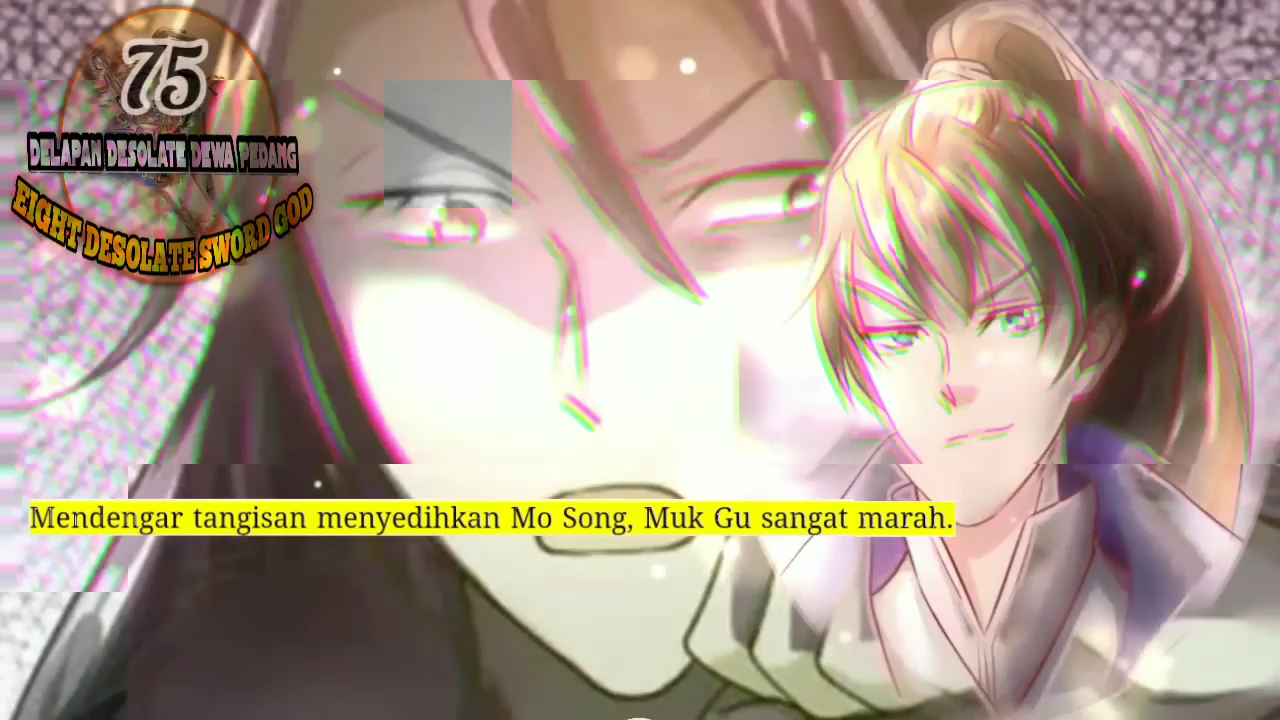 75
DELAPAN DESOLATE DEWA PEDANG
EIGHT DESOLATE SWORD GOD
Mendengar tangisan menyedihkan Mo Song, Muk Gu sangat marah.